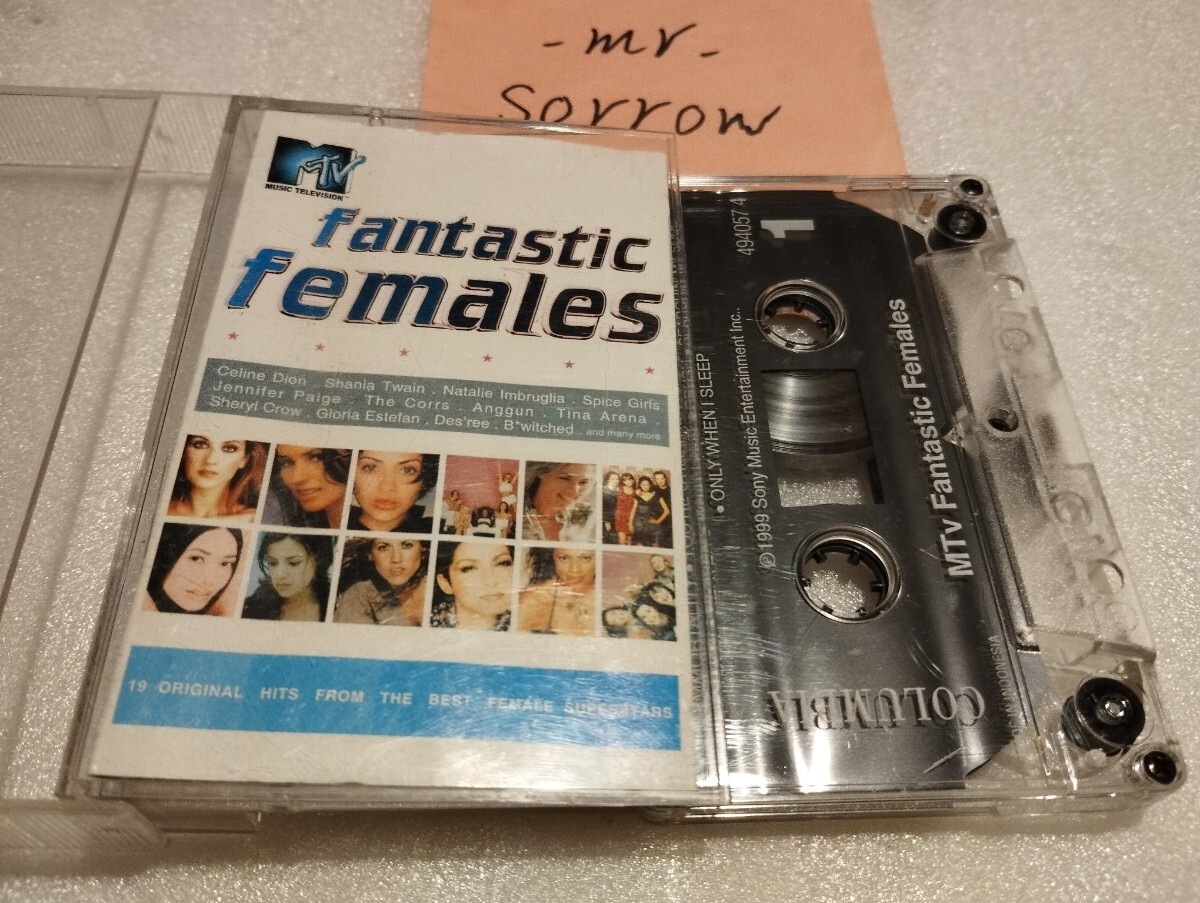 - mr -
sorrow
MTV
MUSIC TELEVISION™
fantastic
females
Celine Dion . Shania Twain . Natalie Imbruglia . Spice Girls
Jennifer Paige . The Corrs . Anggun . Tina Arena .
Sheryl Crow . Gloria Estefan . Des'ree . B*witched . and many more
19 ORIGINAL HITS FROM THE BEST FEMALE SUPERSTARS
494057 4
1
• ONLY WHEN I SLEEP
℗1999 Sony Music Entertainment Inc..
MTv Fantastic Females
COLUMBIA
INDONESIA